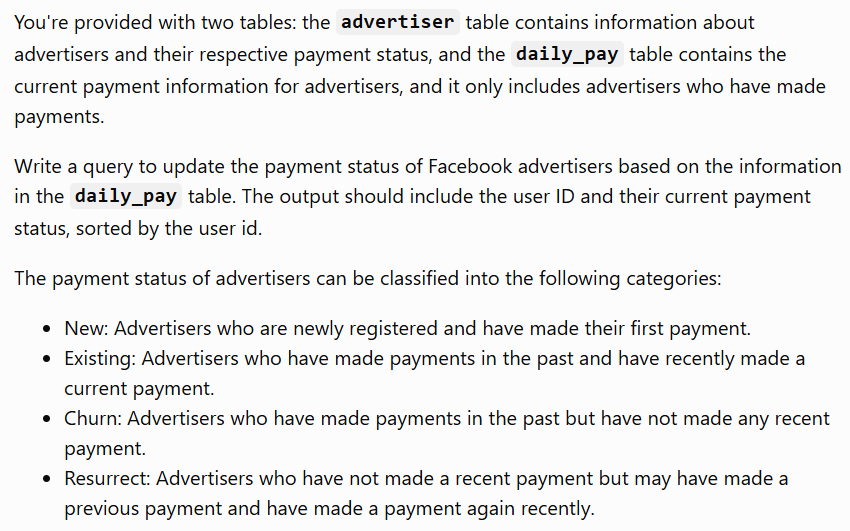 You're provided with two tables: the advertiser table contains information about
advertisers and their respective payment status, and the daily_pay table contains the
current payment information for advertisers, and it only includes advertisers who have made
payments.
Write a query to update the payment status of Facebook advertisers based on the information
in the daily_pay table. The output should include the user ID and their current payment
status, sorted by the user id.
The payment status of advertisers can be classified into the following categories:
• New: Advertisers who are newly registered and have made their first payment.
• Existing: Advertisers who have made payments in the past and have recently made a
current payment.
• Churn: Advertisers who have made payments in the past but have not made any recent
payment.
• Resurrect: Advertisers who have not made a recent payment but may have made a
previous payment and have made a payment again recently.